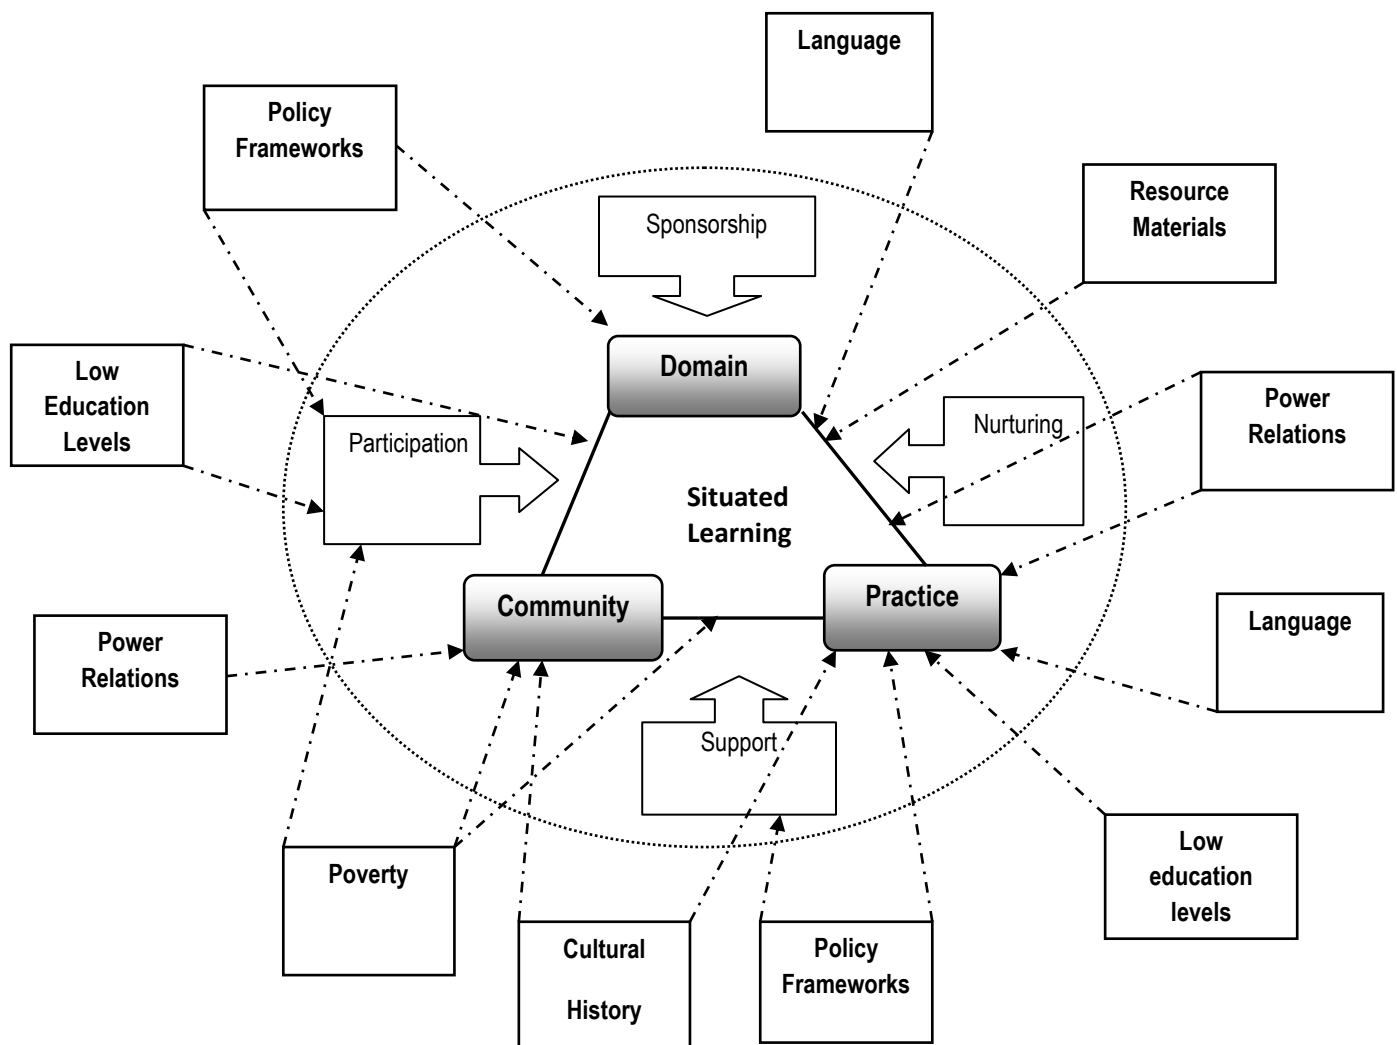 Language
Policy
Frameworks
Resource
Materials
Sponsorship
Domain
Low
Education
Levels
Participation
Nurturing
Power
Relations
Situated
Learning
Community
Practice
Power
Relations
Language
Support
Poverty
Low
education
levels
Cultural
History
Policy
Frameworks